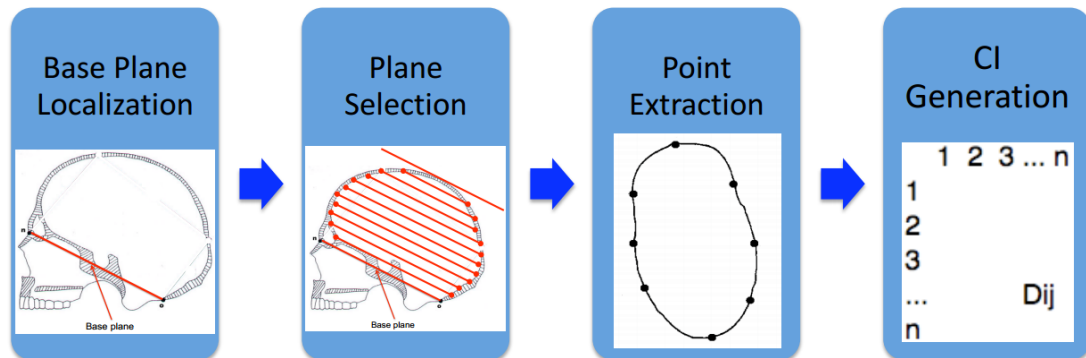 Base Plane
Localization
n
o
Base plane
Plane
Selection
n
o
Base plane
Point
Extraction
CI
Generation
1 2 3 ... n
1
2
3
... Dij
n